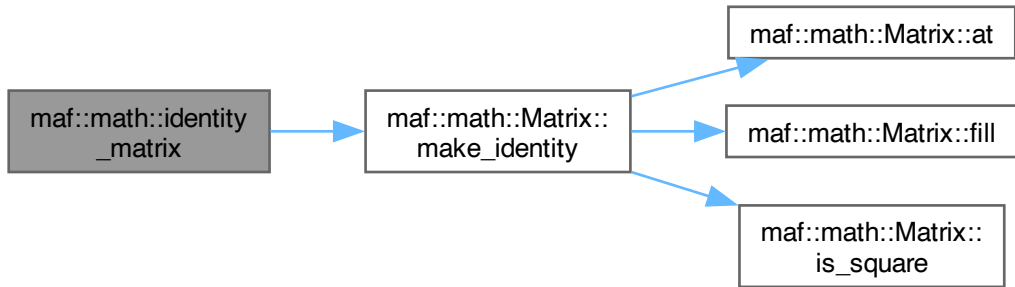 maf::math::identity
_matrix
maf::math::Matrix::
make_identity
maf::math::Matrix::at
maf::math::Matrix::fill
maf::math::Matrix::
is_square